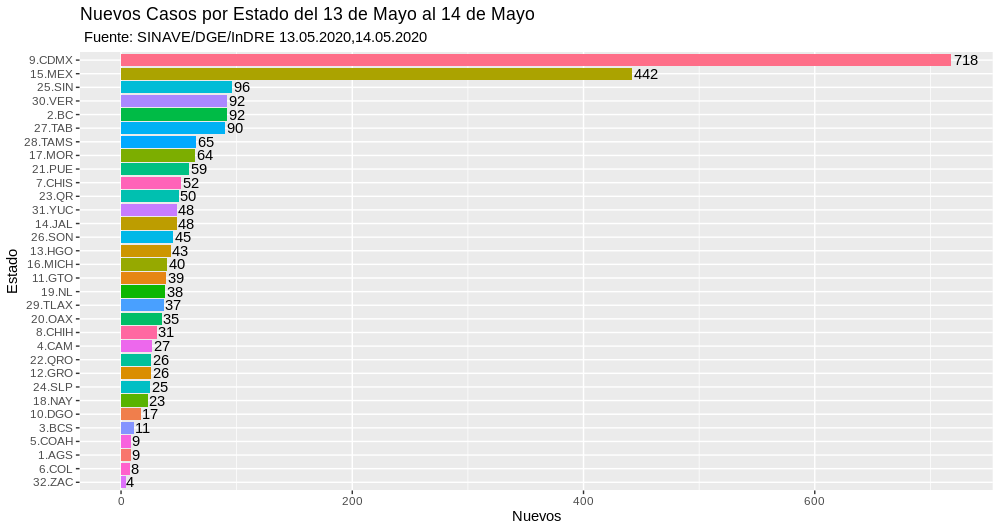 Nuevos Casos por Estado del 13 de Mayo al 14 de Mayo
Fuente: SINAVE/DGE/InDRE 13.05.2020,14.05.2020
9.CDMX 718
15.MEX 442
25.SIN 96
30.VER 92
2.BC 92
27.TAB 90
28.TAMS 65
17.MOR 64
21.PUE 59
7.CHIS 52
23.QR 50
31.YUC 48
14.JAL 48
26.SON 45
13.HGO 43
16.MICH 40
11.GTO 39
19.NL 38
29.TLAX 37
20.OAX 35
8.CHIH 31
4.CAM 27
22.QRO 26
12.GRO 26
24.SLP 25
18.NAY 23
10.DGO 17
3.BCS 11
5.COAH 9
1.AGS 9
6.COL 8
32.ZAC 4
Estado
0 200 400 600
Nuevos